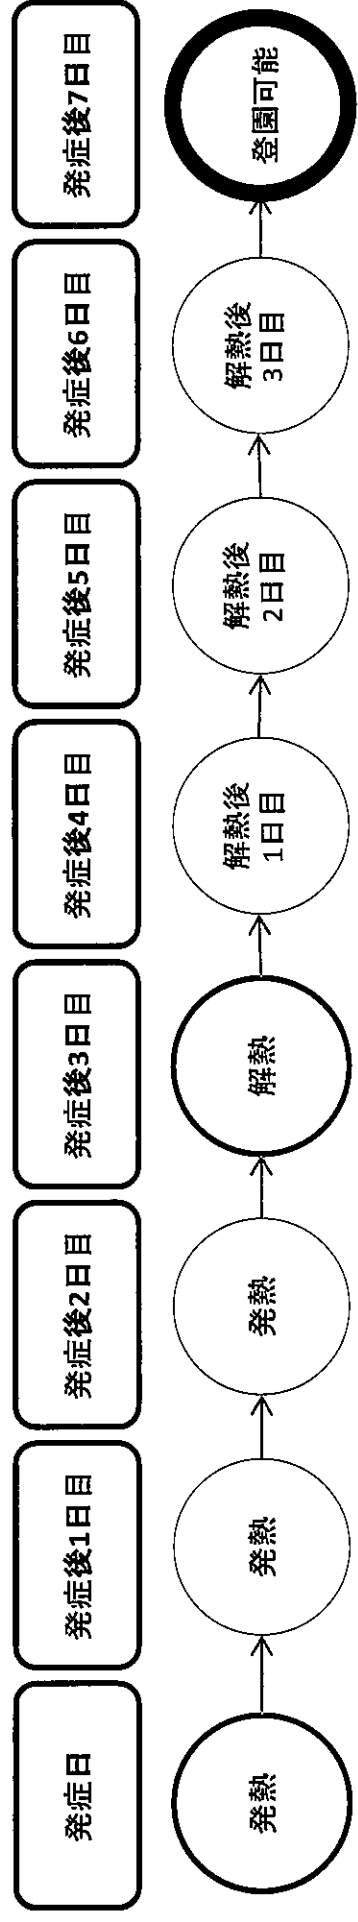 発症日
発症後1日目
発症後2日目
発症後3日目
発症後4日目
発症後5日目
発症後6日目
発症後7日目
発熱
発熱
発熱
解熱
解熱後
1日目
解熱後
2日目
解熱後
3日目
登園可能